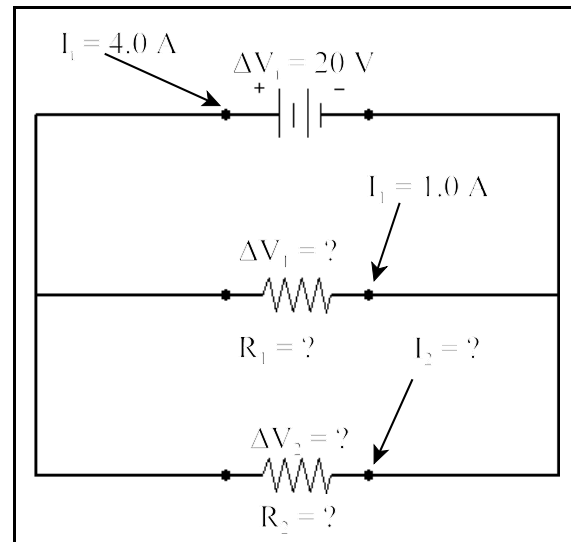 I₁ = 4.0 A
ΔV₁ = 20 V
+ −
I₁ = 1.0 A
ΔV₁ = ?
R₁ = ?
I₂ = ?
ΔV₂ = ?
R₂ = ?